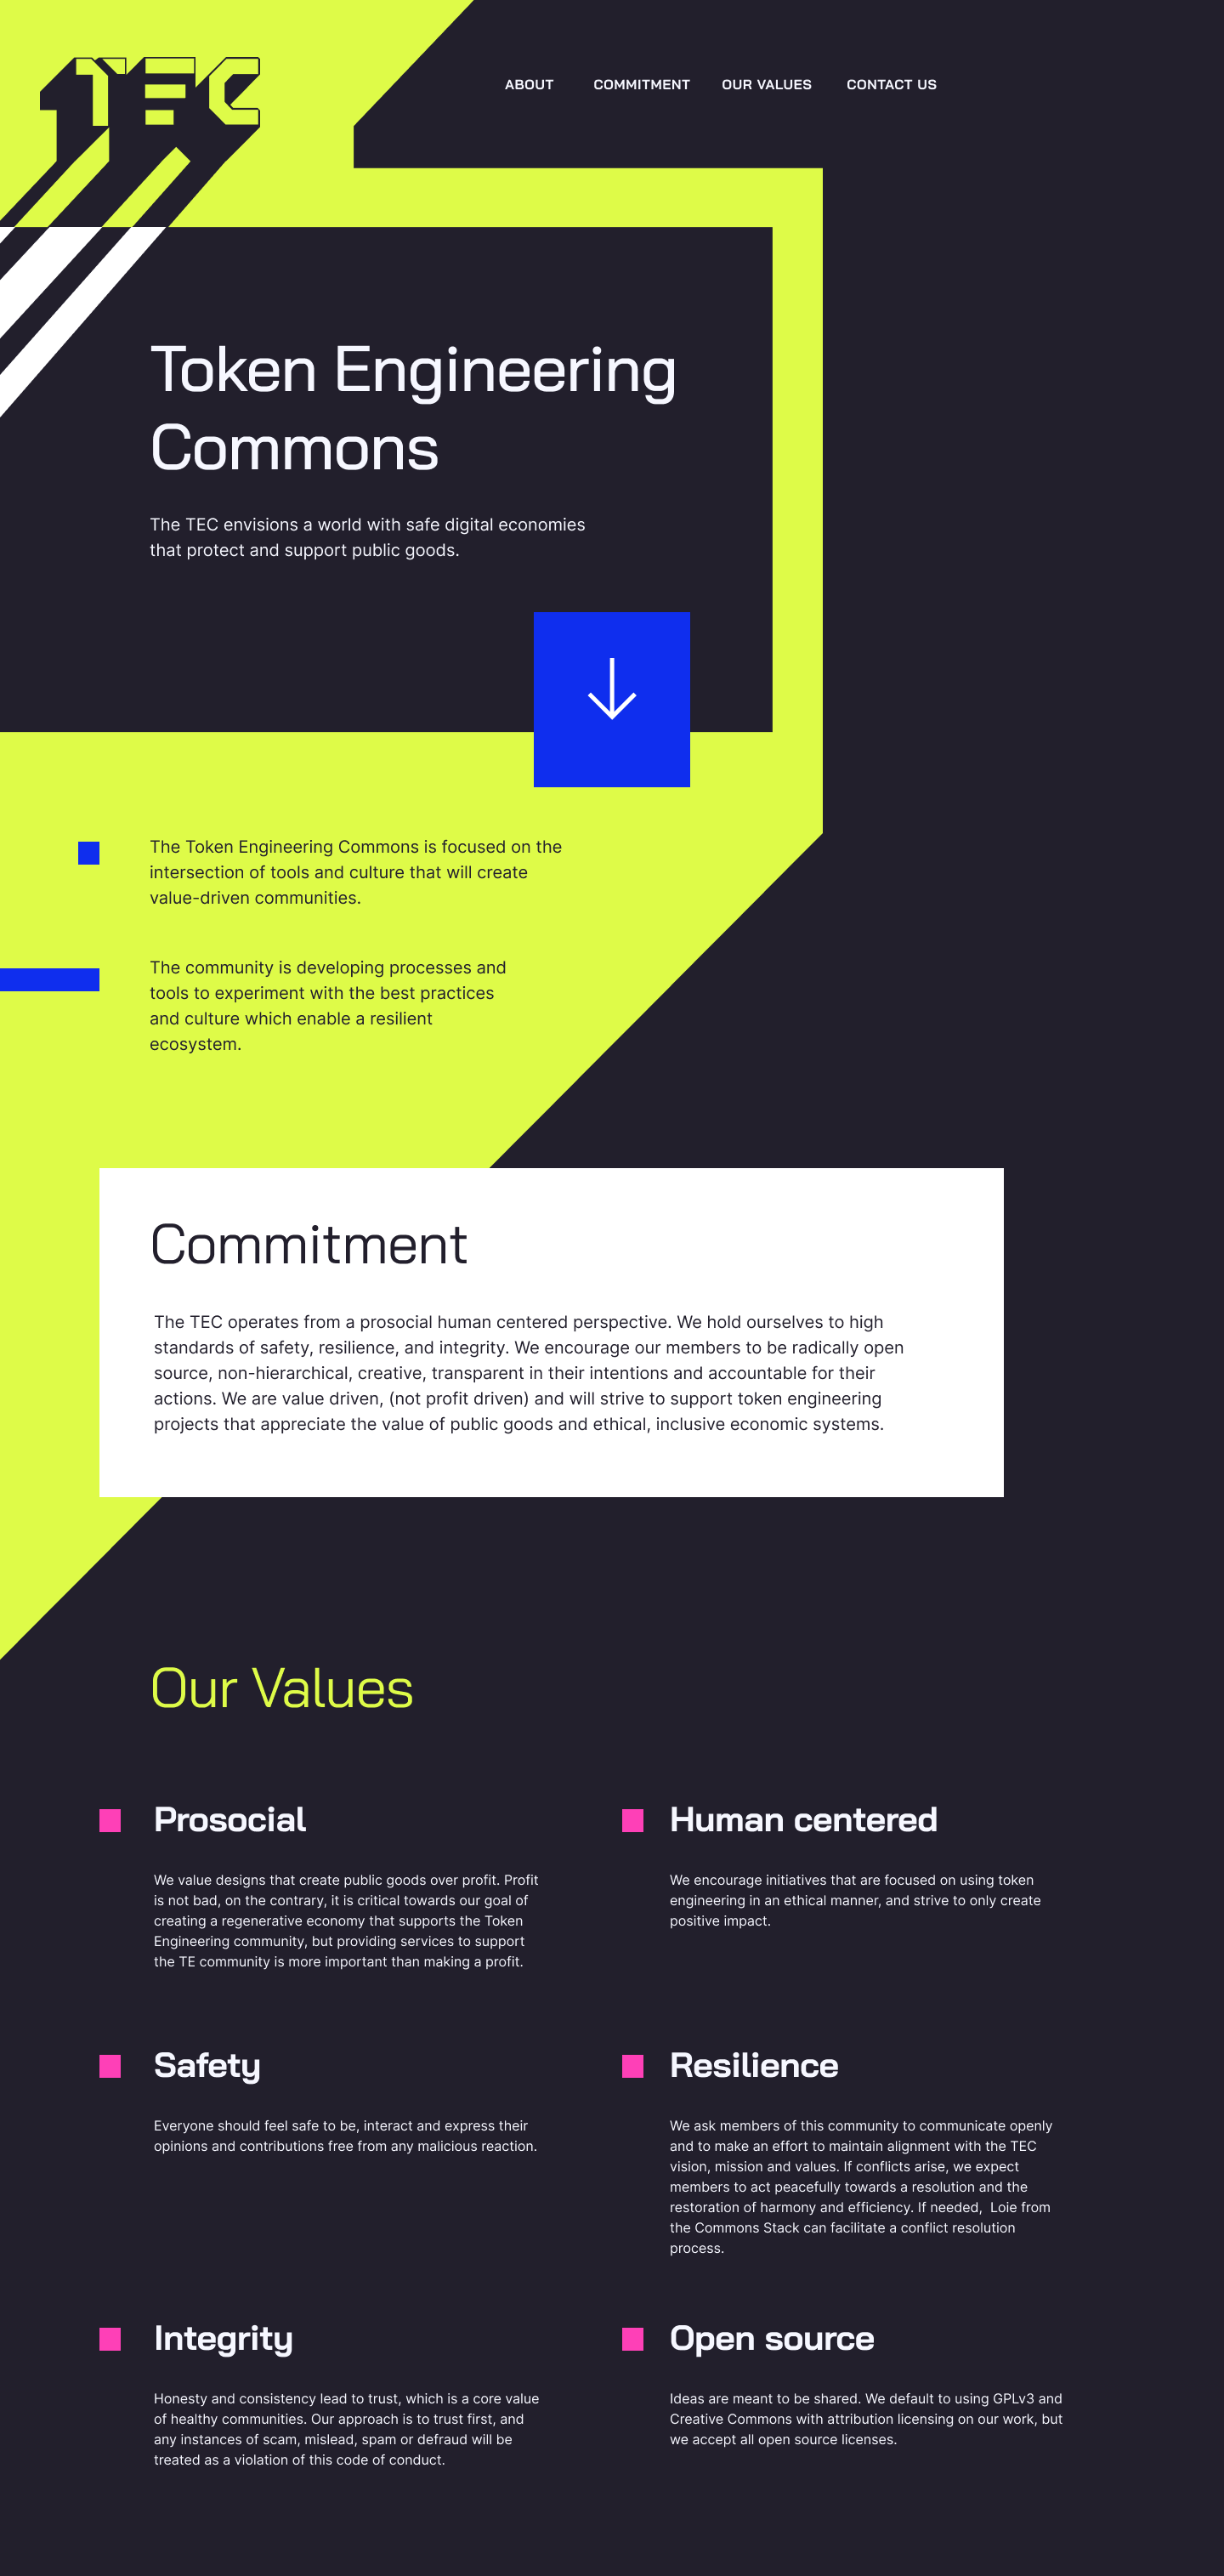 TEC
ABOUT COMMITMENT OUR VALUES CONTACT US
Token Engineering
Commons
The TEC envisions a world with safe digital economies
that protect and support public goods.
The Token Engineering Commons is focused on the
intersection of tools and culture that will create
value-driven communities.
The community is developing processes and
tools to experiment with the best practices
and culture which enable a resilient
ecosystem.
Commitment
The TEC operates from a prosocial human centered perspective. We hold ourselves to high
standards of safety, resilience, and integrity. We encourage our members to be radically open
source, non-hierarchical, creative, transparent in their intentions and accountable for their
actions. We are value driven, (not profit driven) and will strive to support token engineering
projects that appreciate the value of public goods and ethical, inclusive economic systems.
Our Values
Prosocial
We value designs that create public goods over profit. Profit
is not bad, on the contrary, it is critical towards our goal of
creating a regenerative economy that supports the Token
Engineering community, but providing services to support
the TE community is more important than making a profit.
Human centered
We encourage initiatives that are focused on using token
engineering in an ethical manner, and strive to only create
positive impact.
Safety
Everyone should feel safe to be, interact and express their
opinions and contributions free from any malicious reaction.
Resilience
We ask members of this community to communicate openly
and to make an effort to maintain alignment with the TEC
vision, mission and values. If conflicts arise, we expect
members to act peacefully towards a resolution and the
restoration of harmony and efficiency. If needed,  Loie from
the Commons Stack can facilitate a conflict resolution
process.
Integrity
Honesty and consistency lead to trust, which is a core value
of healthy communities. Our approach is to trust first, and
any instances of scam, mislead, spam or defraud will be
treated as a violation of this code of conduct.
Open source
Ideas are meant to be shared. We default to using GPLv3 and
Creative Commons with attribution licensing on our work, but
we accept all open source licenses.